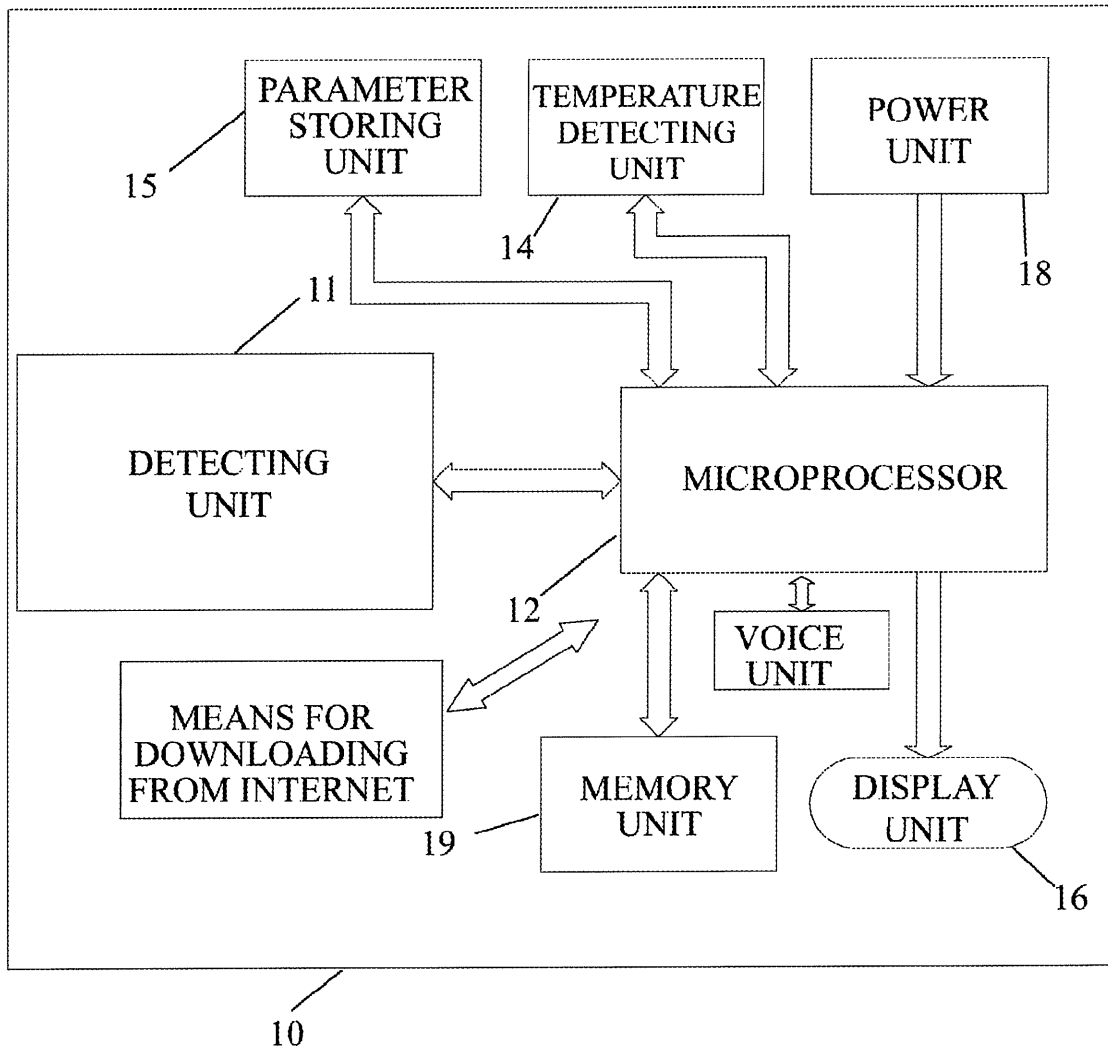 PARAMETER
STORING
UNIT
15
TEMPERATURE
DETECTING
UNIT
14
POWER
UNIT
18
11
DETECTING
UNIT
MICROPROCESSOR
12
VOICE
UNIT
MEANS FOR
DOWNLOADING
FROM INTERNET
MEMORY
UNIT
19
DISPLAY
UNIT
16
10